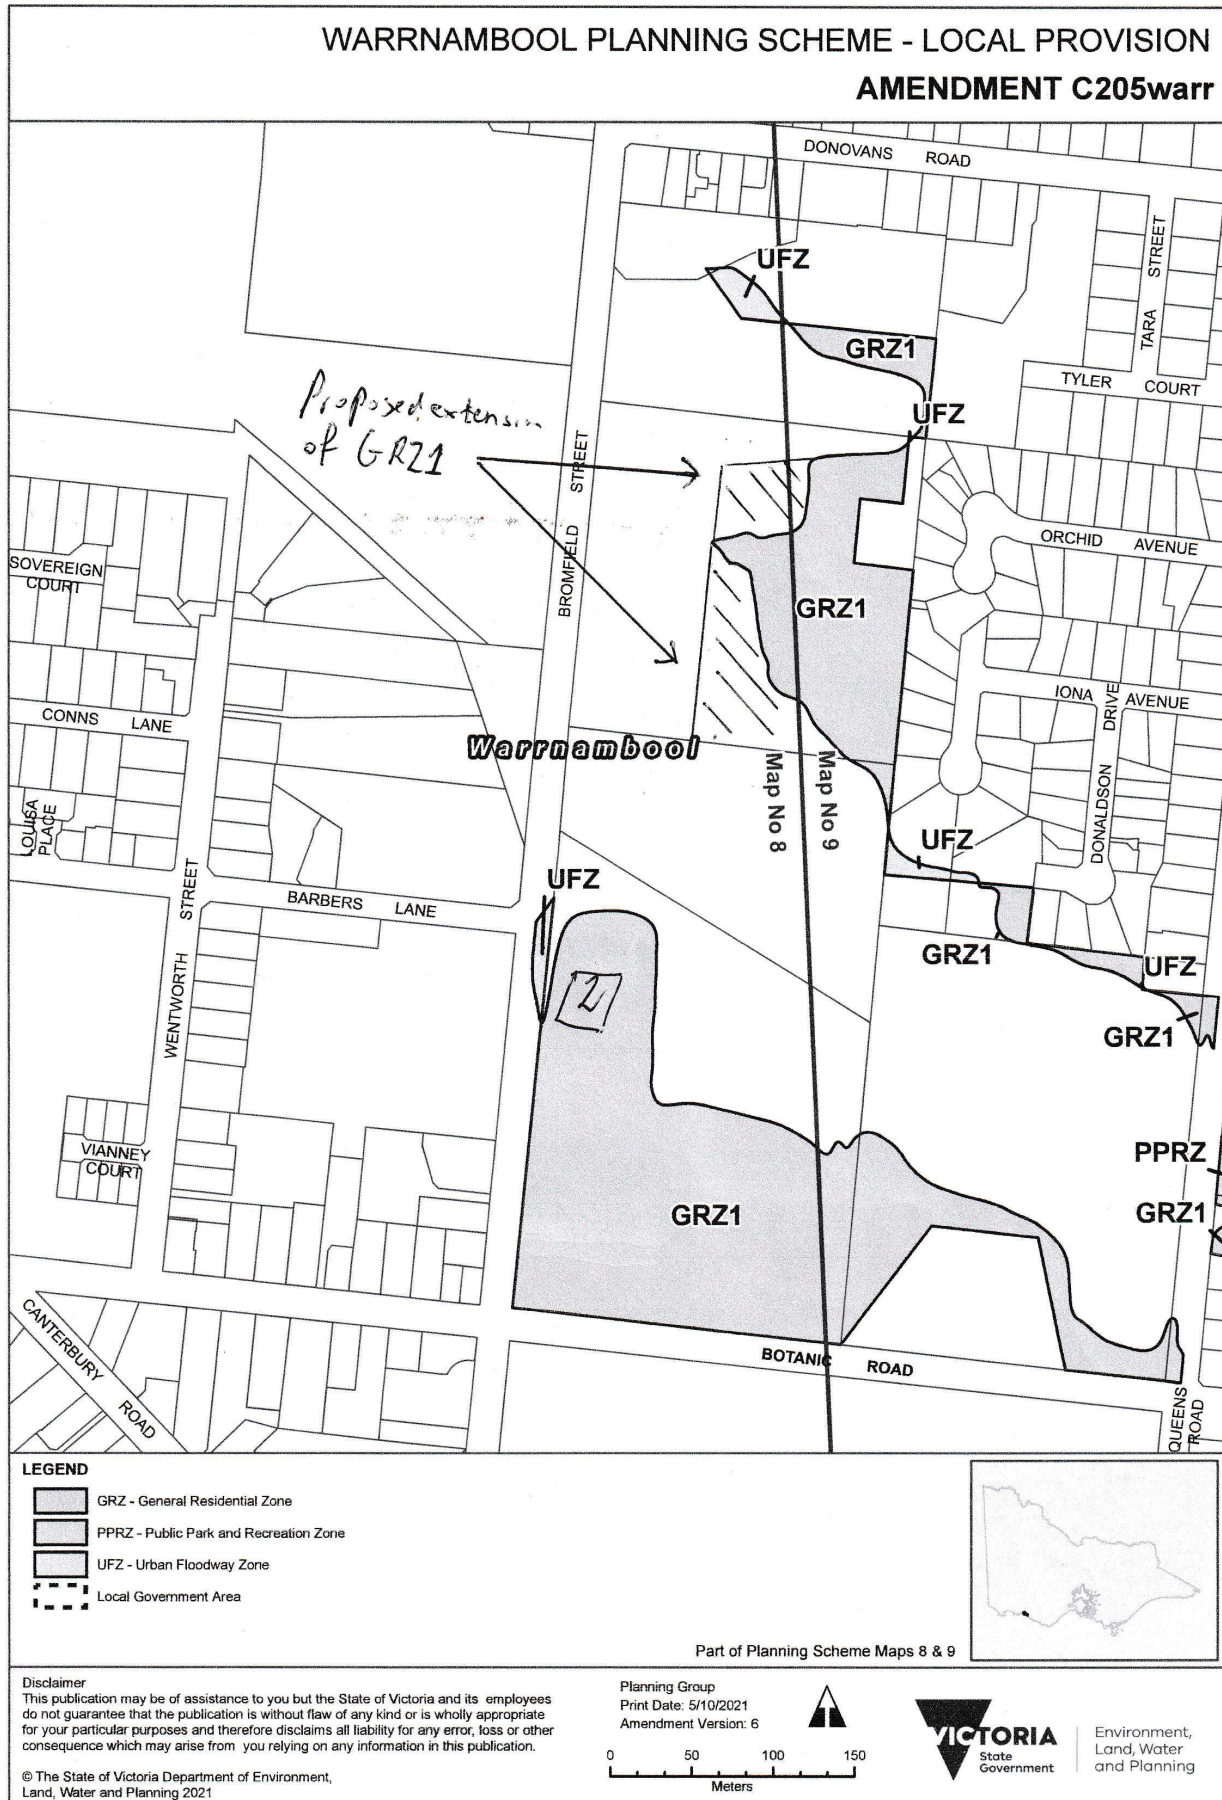 WARRNAMBOOL PLANNING SCHEME - LOCAL PROVISION
AMENDMENT C205warr
DONOVANS ROAD
TARA STREET
UFZ
GRZ1
TYLER COURT
UFZ
Proposed extension
of GRZ1
BROMFIELD STREET
ORCHID AVENUE
SOVEREIGN
COURT
GRZ1
IONA AVENUE
DONALDSON DRIVE
CONNS LANE
Warrnambool
Map No 8
Map No 9
LOUISA
PLACE
UFZ
UFZ
BARBERS LANE
WENTWORTH STREET
GRZ1
UFZ
2
GRZ1
VIANNEY
COURT
PPRZ
GRZ1
GRZ1
CANTERBURY ROAD
BOTANIC ROAD
QUEENS
ROAD
LEGEND
GRZ - General Residential Zone
PPRZ - Public Park and Recreation Zone
UFZ - Urban Floodway Zone
Local Government Area
Part of Planning Scheme Maps 8 & 9
Disclaimer
This publication may be of assistance to you but the State of Victoria and its employees
do not guarantee that the publication is without flaw of any kind or is wholly appropriate
for your particular purposes and therefore disclaims all liability for any error, loss or other
consequence which may arise from you relying on any information in this publication.
© The State of Victoria Department of Environment,
Land, Water and Planning 2021
Planning Group
Print Date: 5/10/2021
Amendment Version: 6
0 50 100 150
Meters
VICTORIA
State
Government
Environment,
Land, Water
and Planning